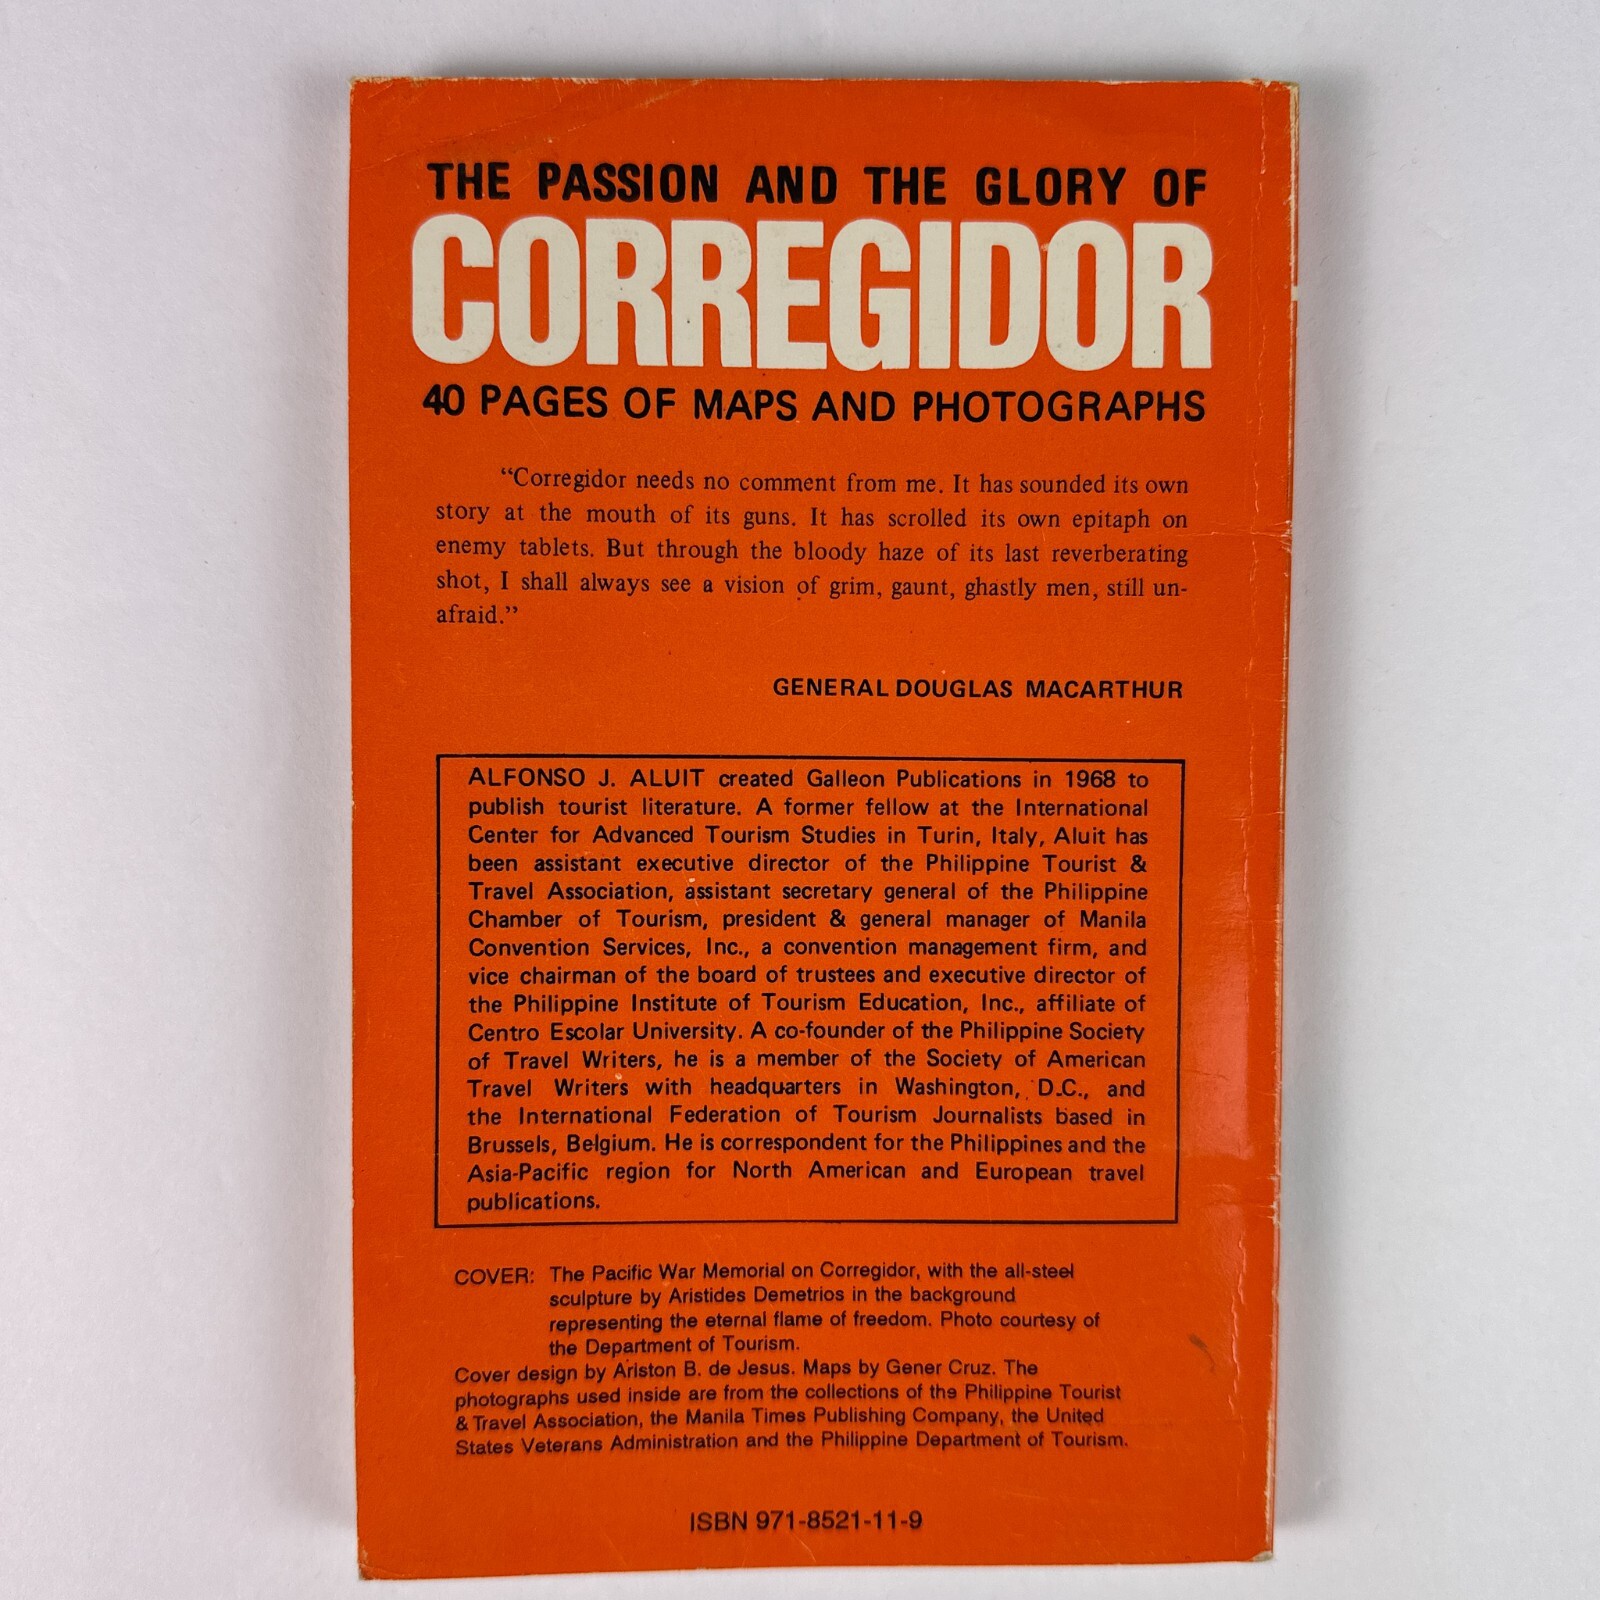 THE PASSION AND THE GLORY OF
CORREGIDOR
40 PAGES OF MAPS AND PHOTOGRAPHS
“Corregidor needs no comment from me. It has sounded its own
story at the mouth of its guns. It has scrolled its own epitaph on
enemy tablets. But through the bloody haze of its last reverberating
shot, I shall always see a vision of grim, gaunt, ghastly men, still un-
afraid.”
GENERAL DOUGLAS MACARTHUR
ALFONSO J. ALUIT created Galleon Publications in 1968 to
publish tourist literature. A former fellow at the International
Center for Advanced Tourism Studies in Turin, Italy, Aluit has
been assistant executive director of the Philippine Tourist &
Travel Association, assistant secretary general of the Philippine
Chamber of Tourism, president & general manager of Manila
Convention Services, Inc., a convention management firm, and
vice chairman of the board of trustees and executive director of
the Philippine Institute of Tourism Education, Inc., affiliate of
Centro Escolar University. A co-founder of the Philippine Society
of Travel Writers, he is a member of the Society of American
Travel Writers with headquarters in Washington, D.C., and
the International Federation of Tourism Journalists based in
Brussels, Belgium. He is correspondent for the Philippines and the
Asia-Pacific region for North American and European travel
publications.
COVER: The Pacific War Memorial on Corregidor, with the all-steel
sculpture by Aristides Demetrios in the background
representing the eternal flame of freedom. Photo courtesy of
the Department of Tourism.
Cover design by Ariston B. de Jesus. Maps by Gener Cruz. The
photographs used inside are from the collections of the Philippine Tourist
& Travel Association, the Manila Times Publishing Company, the United
States Veterans Administration and the Philippine Department of Tourism.
ISBN 971-8521-11-9